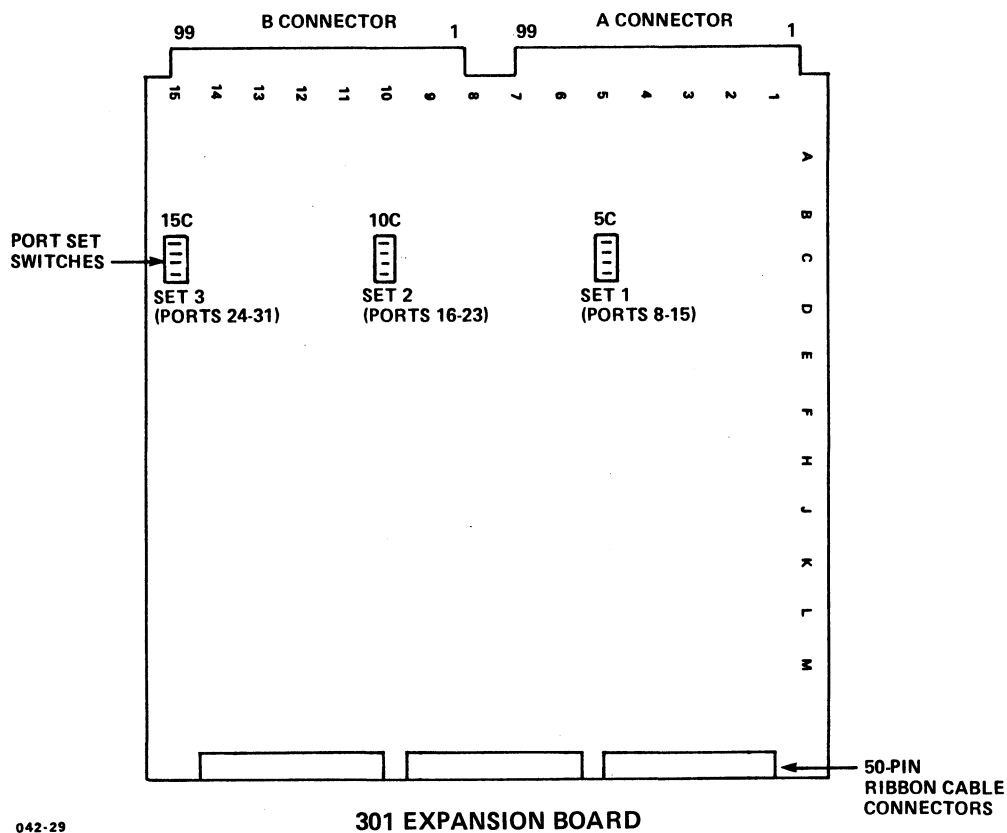 B CONNECTOR
A CONNECTOR
99 1 99 1
15 14 13 12 11 10 9 8 7 6 5 4 3 2 1
A
B
C
D
E
F
H
J
K
L
M
PORT SET
SWITCHES
15C
SET 3
(PORTS 24-31)
10C
SET 2
(PORTS 16-23)
5C
SET 1
(PORTS 8-15)
50-PIN
RIBBON CABLE
CONNECTORS
042-29
301 EXPANSION BOARD